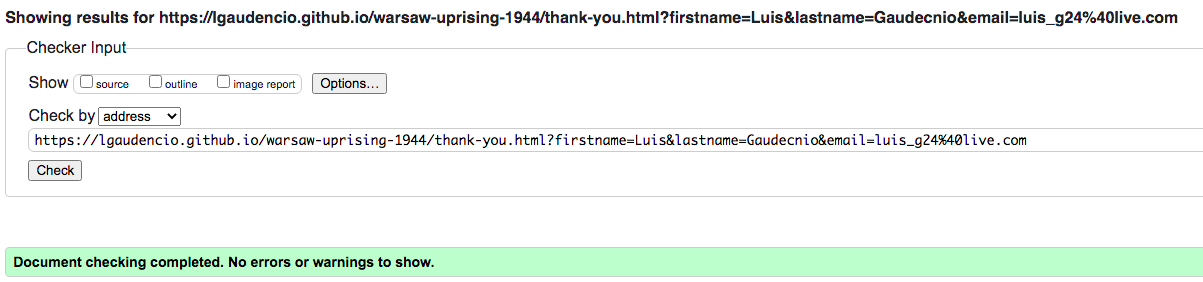 Showing results for https://lgaudencio.github.io/warsaw-uprising-1944/thank-you.html?firstname=Luis&lastname=Gaudecnio&email=luis_g24%40live.com
Checker Input
Show source outline image report Options...
Check by address
https://lgaudencio.github.io/warsaw-uprising-1944/thank-you.html?firstname=Luis&lastname=Gaudecnio&email=luis_g24%40live.com
Check
Document checking completed. No errors or warnings to show.